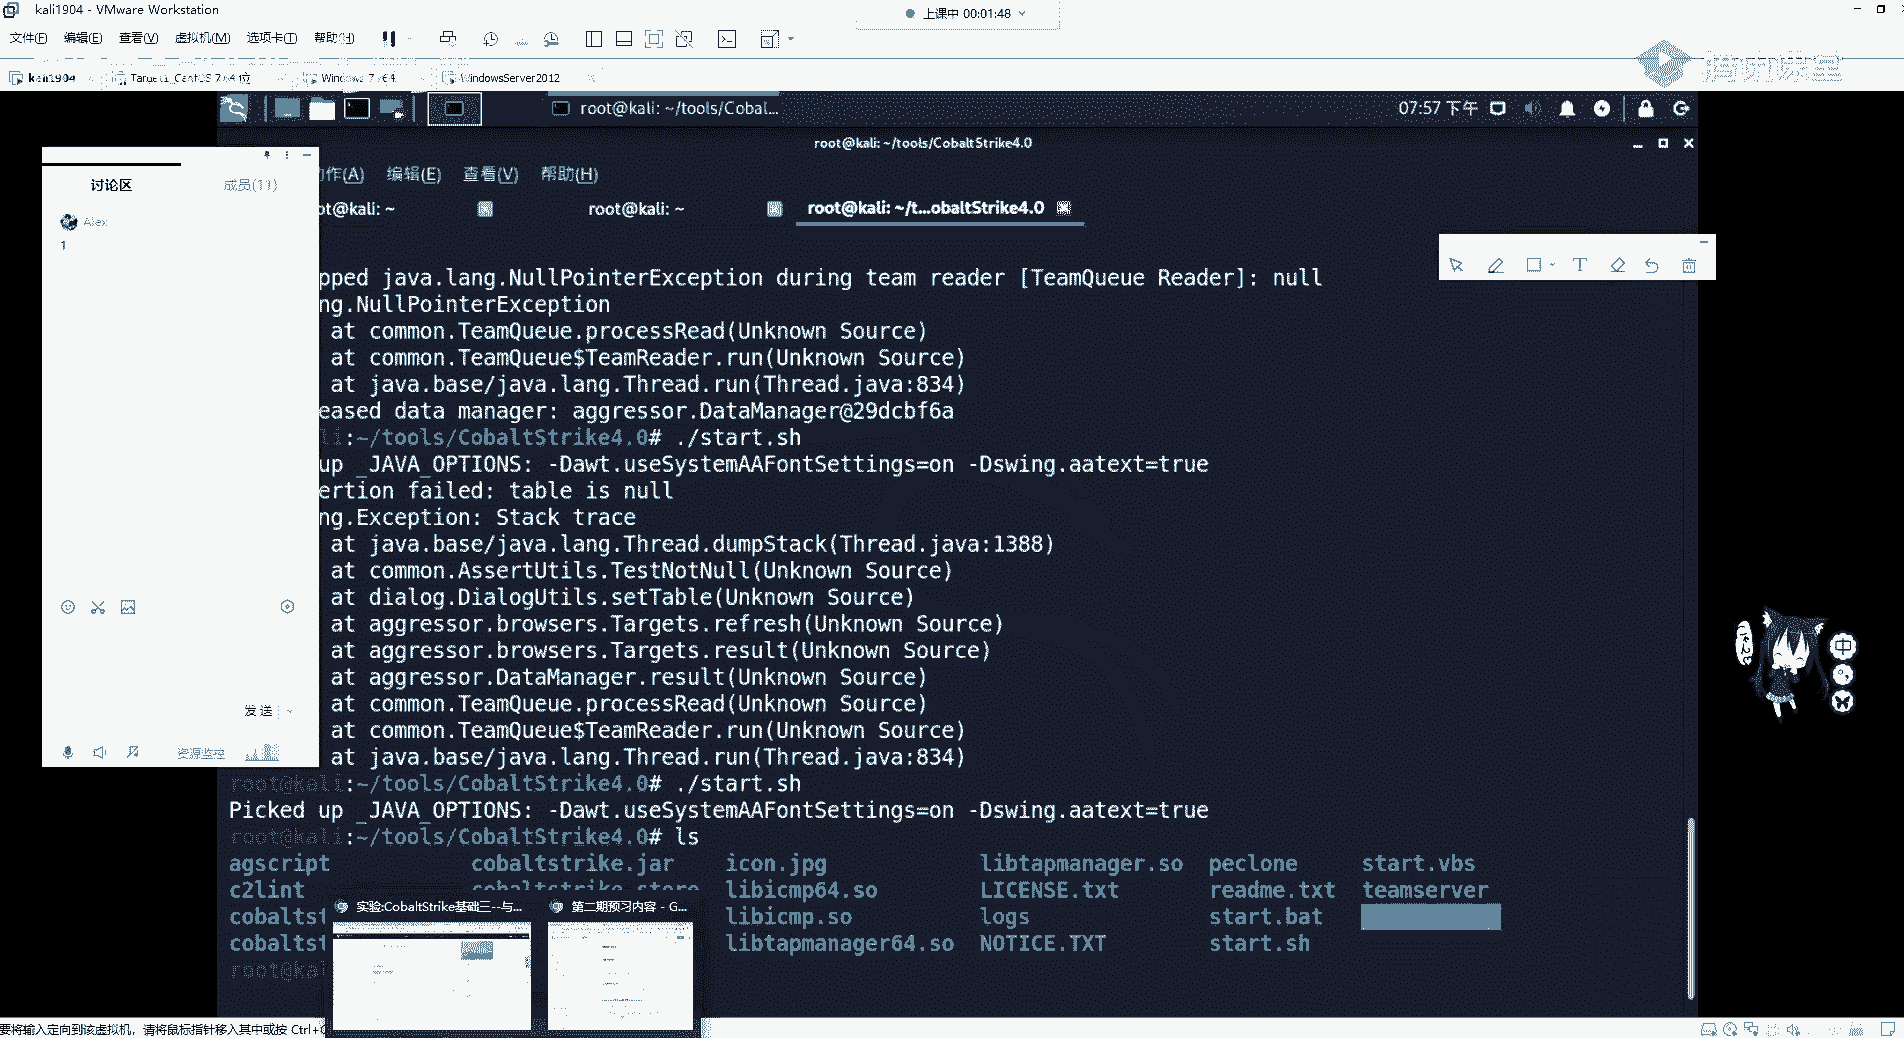 kali1904 - VMware Workstation
上课中 00:01:48
文件(F) 编辑(E) 查看(V) 虚拟机(M) 选项卡(T) 帮助(H)
kali1904
Windows 7 x64
WindowsServer2012
root@kali: ~/tools/Cobal...
07:57 下午
root@kali: ~/tools/CobaltStrike4.0
讨论区 成员(11)
作(A) 编辑(E) 查看(V) 帮助(H)
ot@kali: ~ root@kali: ~ root@kali: ~/t...obaltStrike4.0
Alex
1
pped java.lang.NullPointerException during team reader [TeamQueue Reader]: null
ng.NullPointerException
at common.TeamQueue.processRead(Unknown Source)
at common.TeamQueue$TeamReader.run(Unknown Source)
at java.base/java.lang.Thread.run(Thread.java:834)
eased data manager: aggressor.DataManager@29dcbf6a
li:~/tools/CobaltStrike4.0# ./start.sh
up _JAVA_OPTIONS: -Dawt.useSystemAAFontSettings=on -Dswing.aatext=true
ertion failed: table is null
ng.Exception: Stack trace
at java.base/java.lang.Thread.dumpStack(Thread.java:1388)
at common.AssertUtils.TestNotNull(Unknown Source)
at dialog.DialogUtils.setTable(Unknown Source)
at aggressor.browsers.Targets.refresh(Unknown Source)
at aggressor.browsers.Targets.result(Unknown Source)
at aggressor.DataManager.result(Unknown Source)
at common.TeamQueue.processRead(Unknown Source)
at common.TeamQueue$TeamReader.run(Unknown Source)
at java.base/java.lang.Thread.run(Thread.java:834)
发送
资源监控
root@kali:~/tools/CobaltStrike4.0# ./start.sh
Picked up _JAVA_OPTIONS: -Dawt.useSystemAAFontSettings=on -Dswing.aatext=true
root@kali:~/tools/CobaltStrike4.0# ls
agscript cobaltstrike.jar icon.jpg libtapmanager.so peclone start.vbs
c2lint cobaltstrike.store libicmp64.so LICENSE.txt readme.txt teamserver
cobaltst libicmp.so logs start.bat
cobaltst libtapmanager64.so NOTICE.TXT start.sh
root@ka
实验:CobaltStrike基础三--与...
第二期预习内容 - G...
中
要将输入定向到该虚拟机，请将鼠标指针移入其中或按 Ctrl+G